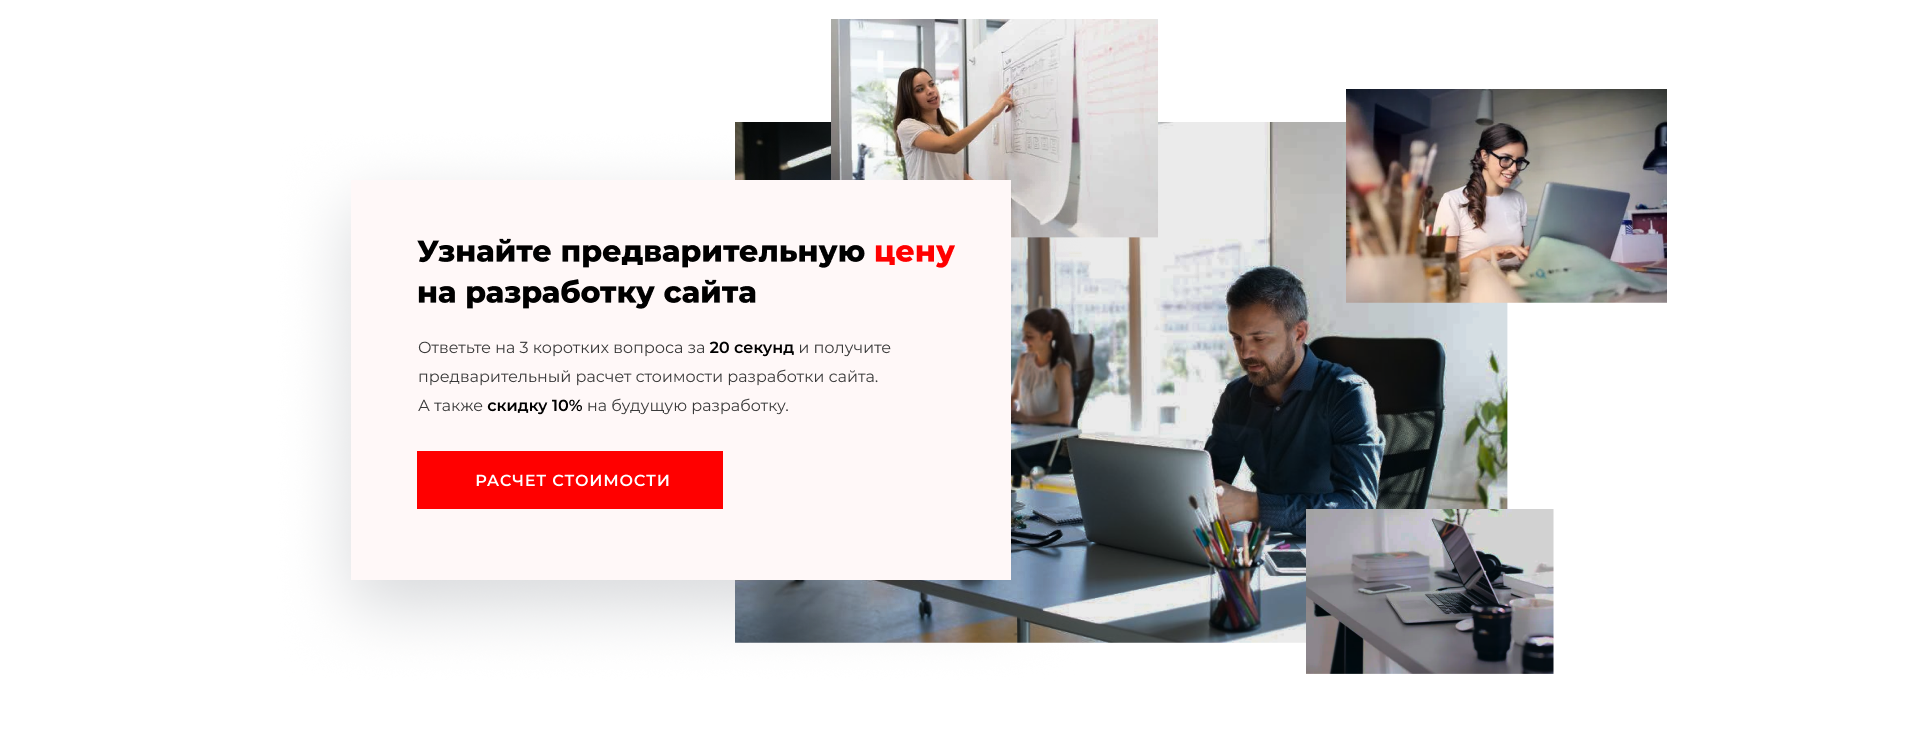 Узнайте предварительную цену
на разработку сайта
Ответьте на 3 коротких вопроса за 20 секунд и получите
предварительный расчет стоимости разработки сайта.
А также скидку 10% на будущую разработку.
РАСЧЕТ СТОИМОСТИ